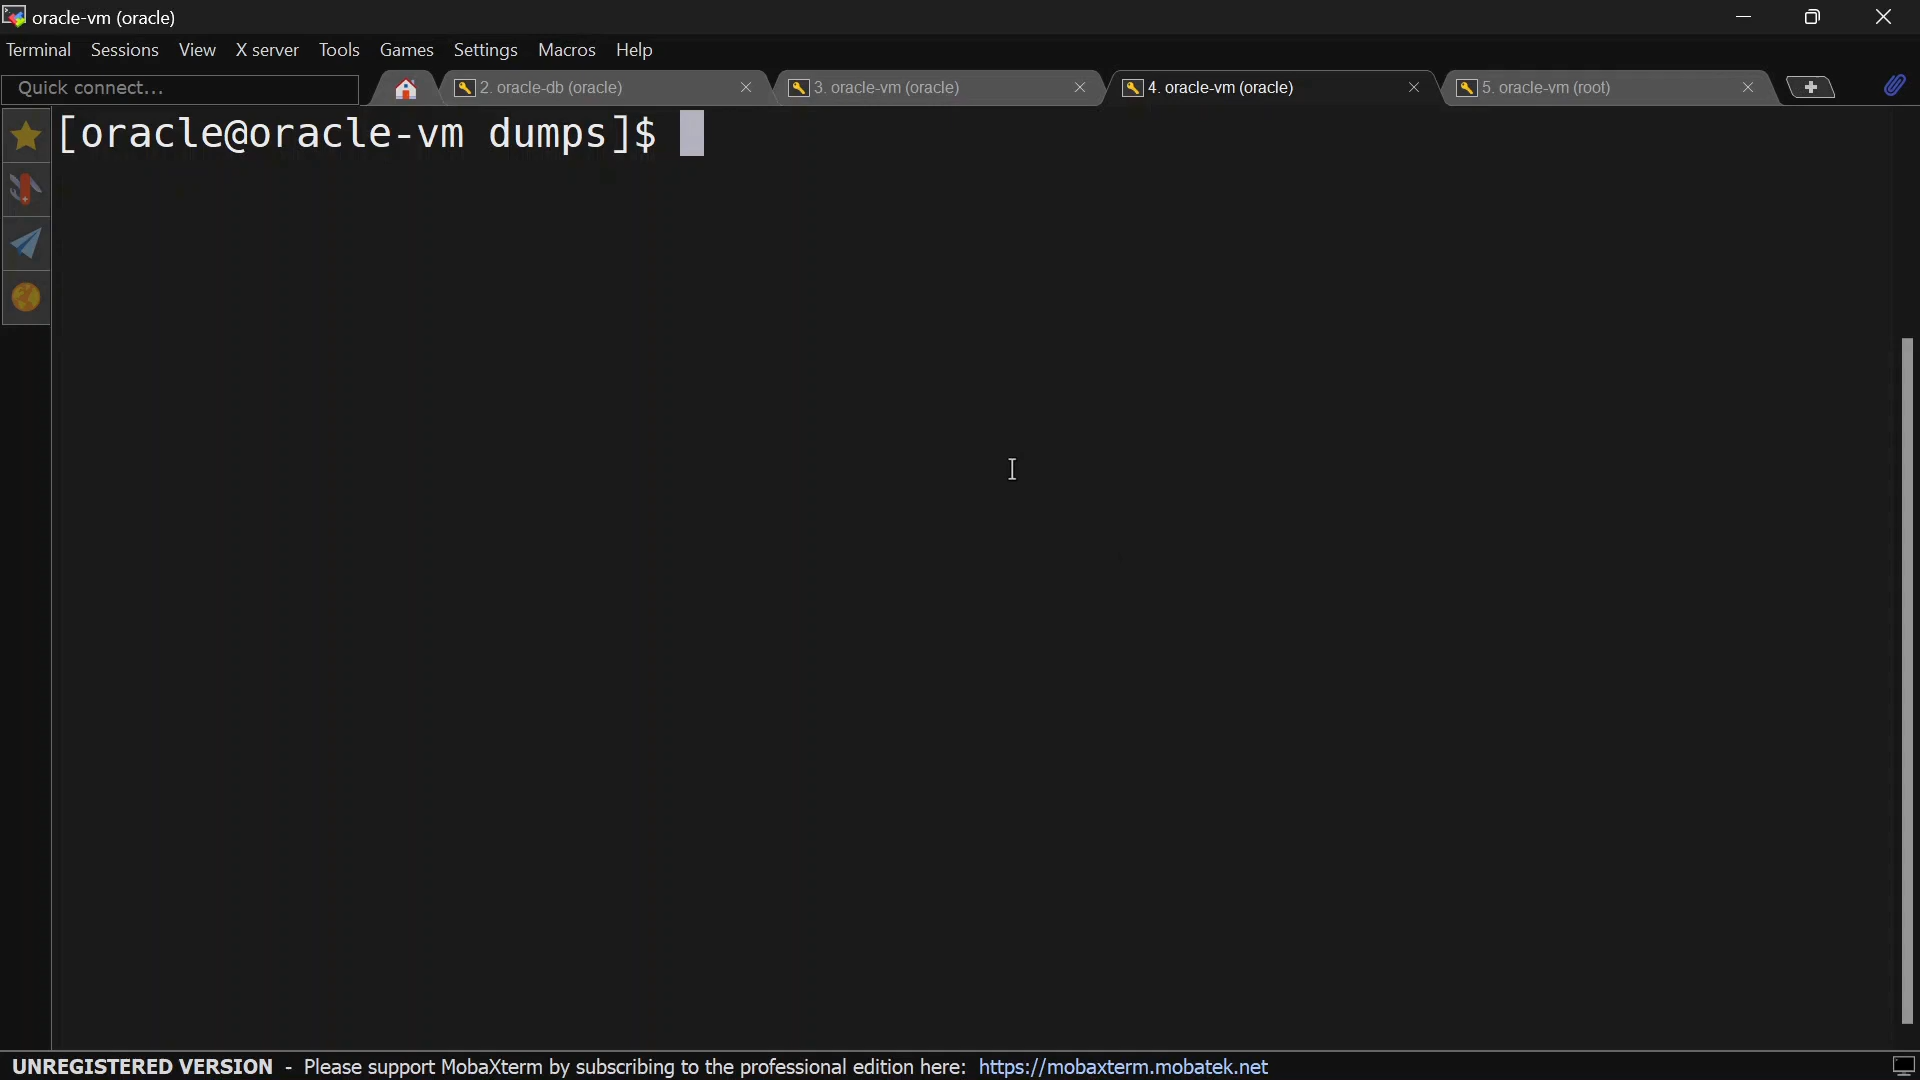 oracle-vm (oracle)
Terminal Sessions View X server Tools Games Settings Macros Help
Quick connect... 2. oracle-db (oracle) 3. oracle-vm (oracle) 4. oracle-vm (oracle) 5. oracle-vm (root)
[oracle@oracle-vm dumps]$
UNREGISTERED VERSION - Please support MobaXterm by subscribing to the professional edition here: https://mobaxterm.mobatek.net